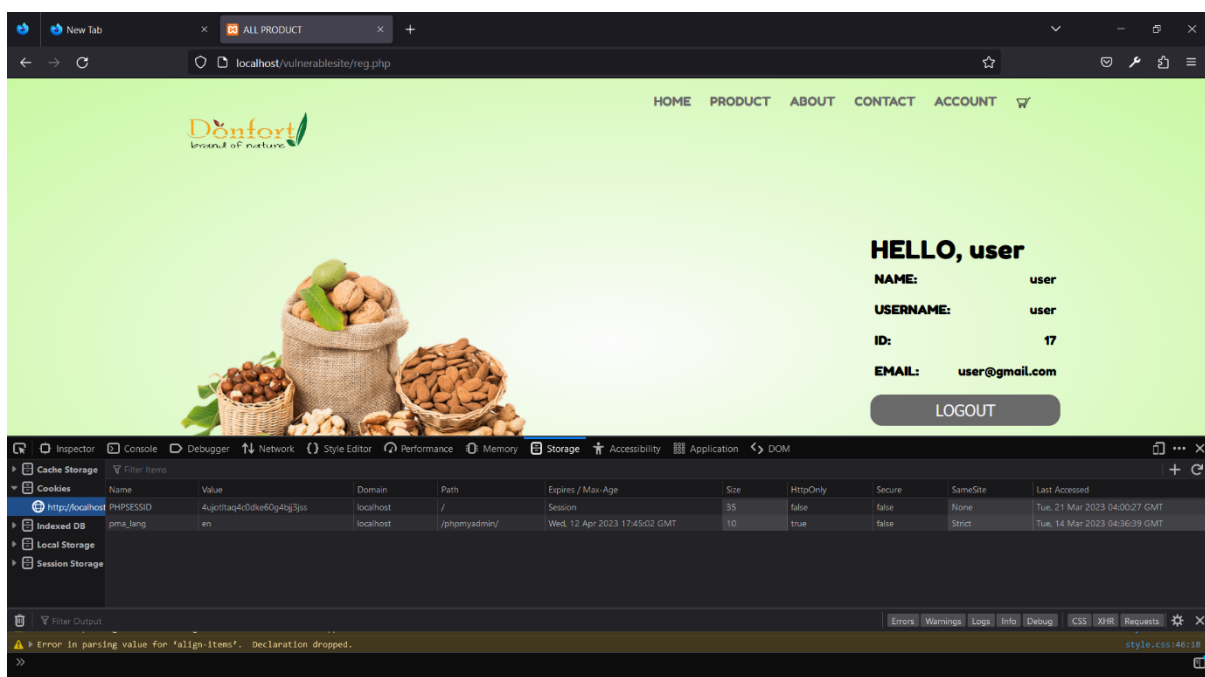 New Tab × ALL PRODUCT × +
localhost/vulnerablesite/reg.php
HOME PRODUCT ABOUT CONTACT ACCOUNT
Donfort
brand of nature
HELLO, user
NAME: user
USERNAME: user
ID: 17
EMAIL: user@gmail.com
LOGOUT
Inspector Console Debugger Network {} Style Editor Performance Memory Storage Accessibility Application DOM
Cache Storage Filter Items
Cookies Name Value Domain Path Expires / Max-Age Size HttpOnly Secure SameSite Last Accessed
http://localhost PHPSESSID localhost / Session 35 false false None Tue, 21 Mar 2023 04:00:27 GMT
Indexed DB pma_lang en localhost /phpmyadmin/ Wed, 12 Apr 2023 17:45:02 GMT 10 true false Strict Tue, 14 Mar 2023 04:36:39 GMT
Local Storage
Session Storage
Filter Output Errors Warnings Logs Info Debug CSS XHR Requests
Error in parsing value for ‘align-items’. Declaration dropped. style.css:46:18
»